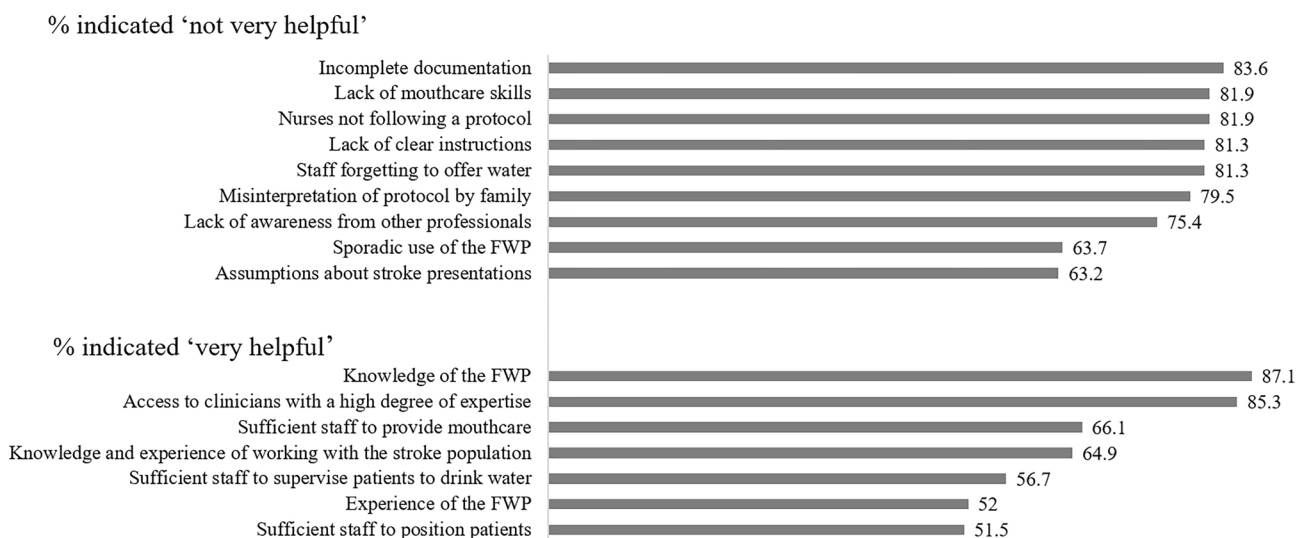 % indicated ‘not very helpful’
Incomplete documentation 83.6
Lack of mouthcare skills 81.9
Nurses not following a protocol 81.9
Lack of clear instructions 81.3
Staff forgetting to offer water 81.3
Misinterpretation of protocol by family 79.5
Lack of awareness from other professionals 75.4
Sporadic use of the FWP 63.7
Assumptions about stroke presentations 63.2
% indicated ‘very helpful’
Knowledge of the FWP 87.1
Access to clinicians with a high degree of expertise 85.3
Sufficient staff to provide mouthcare 66.1
Knowledge and experience of working with the stroke population 64.9
Sufficient staff to supervise patients to drink water 56.7
Experience of the FWP 52
Sufficient staff to position patients 51.5